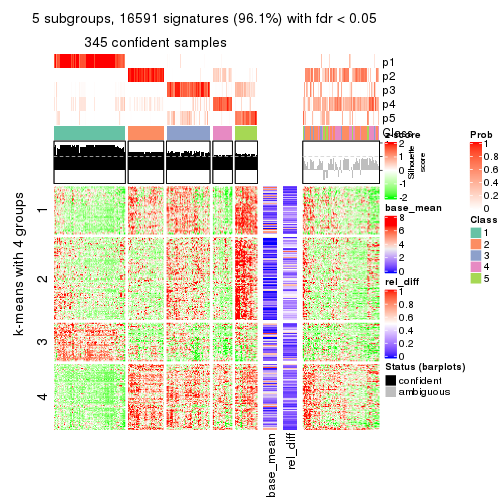 5 subgroups, 16591 signatures (96.1%) with fdr < 0.05
345 confident samples
p1
p2
p3
p4
p5
Class
z-score
2
1
0
-1
-2
Silhouette
score
base_mean
8
6
4
2
0
rel_diff
1
0.8
0.6
0.4
0.2
0
Prob
1
0.8
0.6
0.4
0.2
0
Class
1
2
3
4
5
Status (barplots)
confident
ambiguous
k-means with 4 groups
1
2
3
4
base_mean
rel_diff